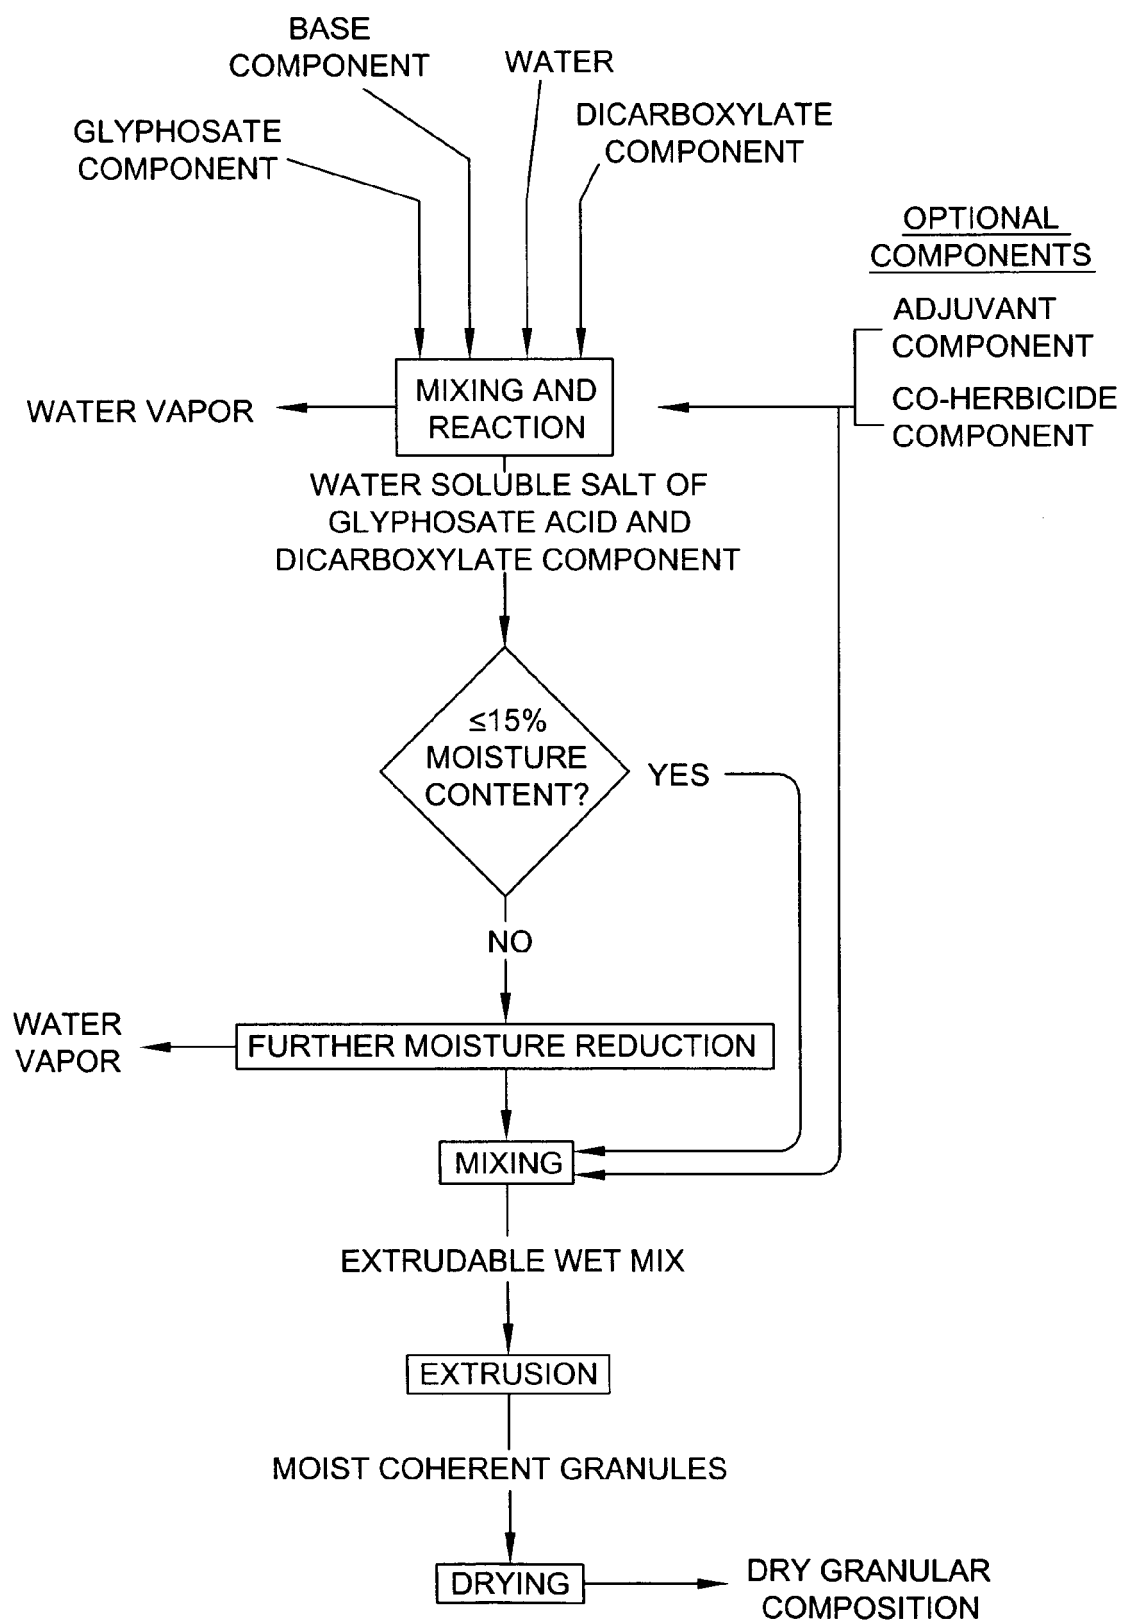 BASE
COMPONENT
WATER
GLYPHOSATE
COMPONENT
DICARBOXYLATE
COMPONENT
OPTIONAL
COMPONENTS
ADJUVANT
COMPONENT
CO-HERBICIDE
COMPONENT
MIXING AND
REACTION
WATER VAPOR
WATER SOLUBLE SALT OF
GLYPHOSATE ACID AND
DICARBOXYLATE COMPONENT
≤15%
MOISTURE
CONTENT?
YES
NO
WATER
VAPOR
FURTHER MOISTURE REDUCTION
MIXING
EXTRUDABLE WET MIX
EXTRUSION
MOIST COHERENT GRANULES
DRYING
DRY GRANULAR
COMPOSITION